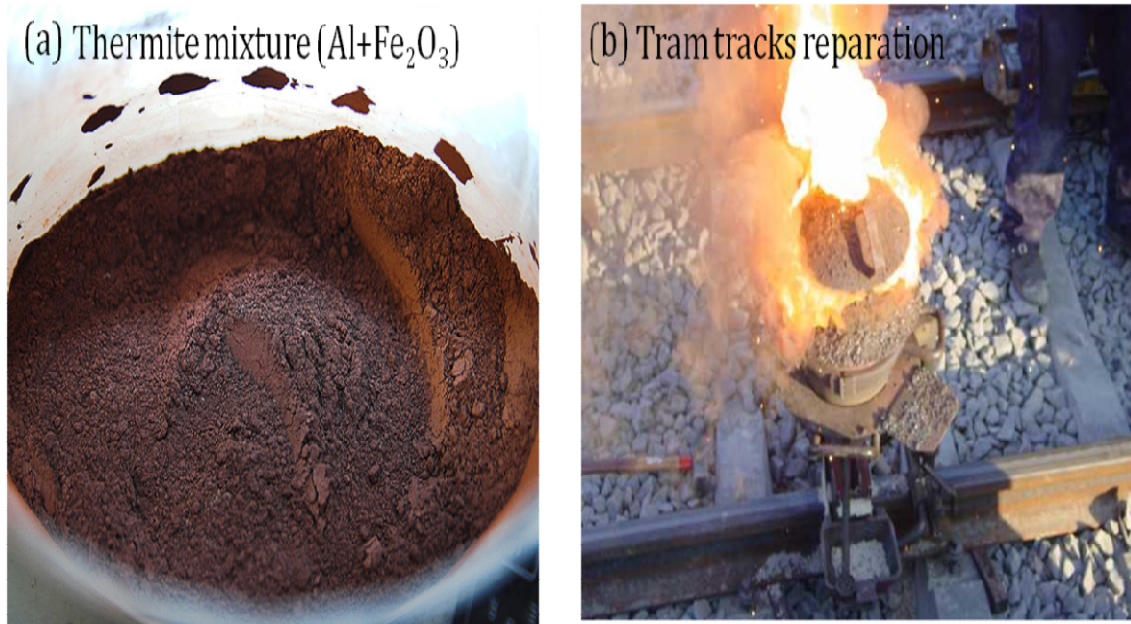 (a) Thermite mixture (Al+Fe₂O₃)
(b) Tram tracks reparation